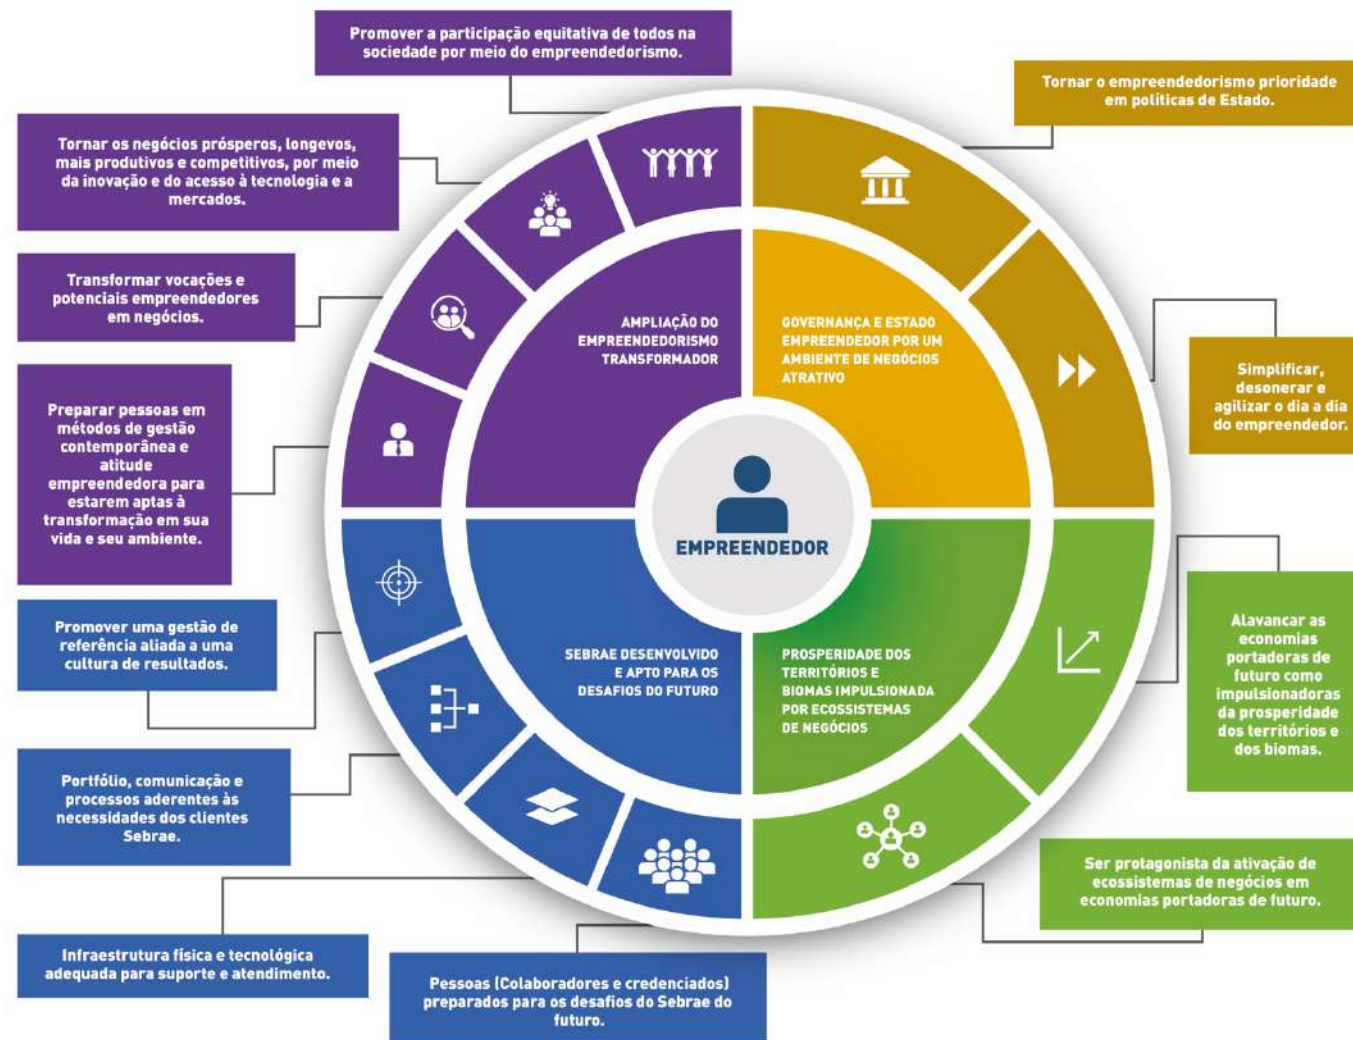 Promover a participação equitativa de todos na
sociedade por meio do empreendedorismo.
Tornar o empreendedorismo prioridade
em políticas de Estado.
Tornar os negócios prósperos, longevos,
mais produtivos e competitivos, por meio
da inovação e do acesso à tecnologia e a
mercados.
Transformar vocações e
potenciais empreendedores
em negócios.
AMPLIAÇÃO DO
EMPREENDEDORISMO
TRANSFORMADOR
GOVERNANÇA E ESTADO
EMPREENDEDOR POR UM
AMBIENTE DE NEGÓCIOS
ATRATIVO
Simplificar,
desonerar e
agilizar o dia a dia
do empreendedor.
Preparar pessoas em
métodos de gestão
contemporânea e
atitude
empreendedora para
estarem aptas à
transformação em sua
vida e seu ambiente.
EMPREENDEDOR
Promover uma gestão de
referência aliada a uma
cultura de resultados.
SEBRAE DESENVOLVIDO
E APTO PARA OS
DESAFIOS DO FUTURO
PROSPERIDADE DOS
TERRITÓRIOS E
BIOMAS IMPULSIONADA
POR ECOSSISTEMAS
DE NEGÓCIOS
Alavancar as
economias
portadoras de
futuro como
impulsionadoras
da prosperidade
dos territórios e
dos biomas.
Portfólio, comunicação e
processos aderentes às
necessidades dos clientes
Sebrae.
Ser protagonista da ativação de
ecossistemas de negócios em
economias portadoras de futuro.
Infraestrutura física e tecnológica
adequada para suporte e atendimento.
Pessoas (Colaboradores e credenciados)
preparados para os desafios do Sebrae do
futuro.